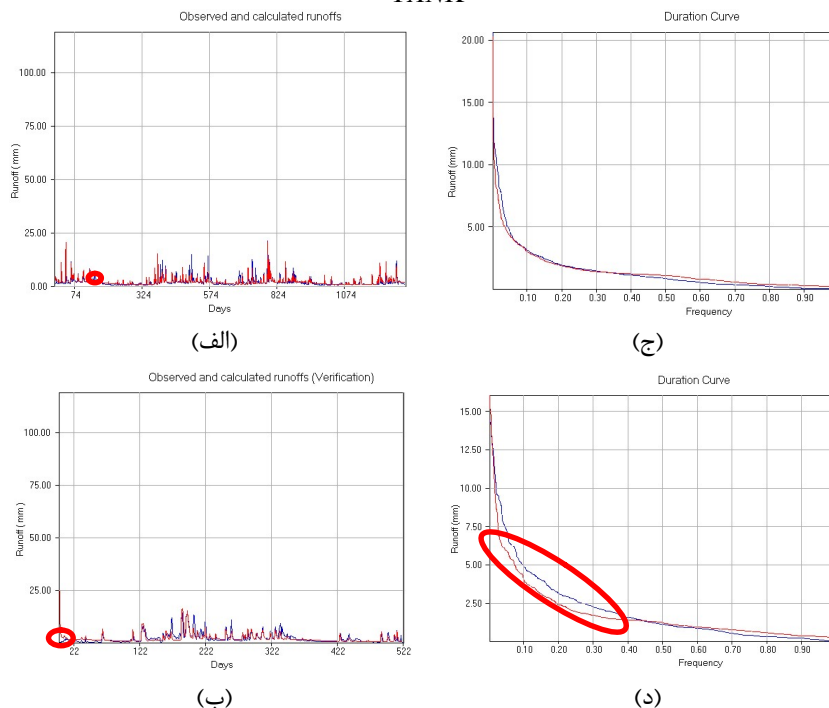 TANK
Observed and calculated runoffs
Runoff ( mm )
100.00
75.00
50.00
25.00
0.00
74
324
574
824
1074
Days
(الف)
Duration Curve
Runoff (mm)
20.00
15.00
10.00
5.00
0.10
0.20
0.30
0.40
0.50
0.60
0.70
0.80
0.90
Frequency
(ج)
Observed and calculated runoffs (Verification)
Runoff ( mm )
100.00
75.00
50.00
25.00
22
122
222
322
422
522
Days
(ب)
Duration Curve
Runoff (mm)
15.00
12.50
10.00
7.50
5.00
2.50
0.10
0.20
0.30
0.40
0.50
0.60
0.70
0.80
0.90
Frequency
(د)